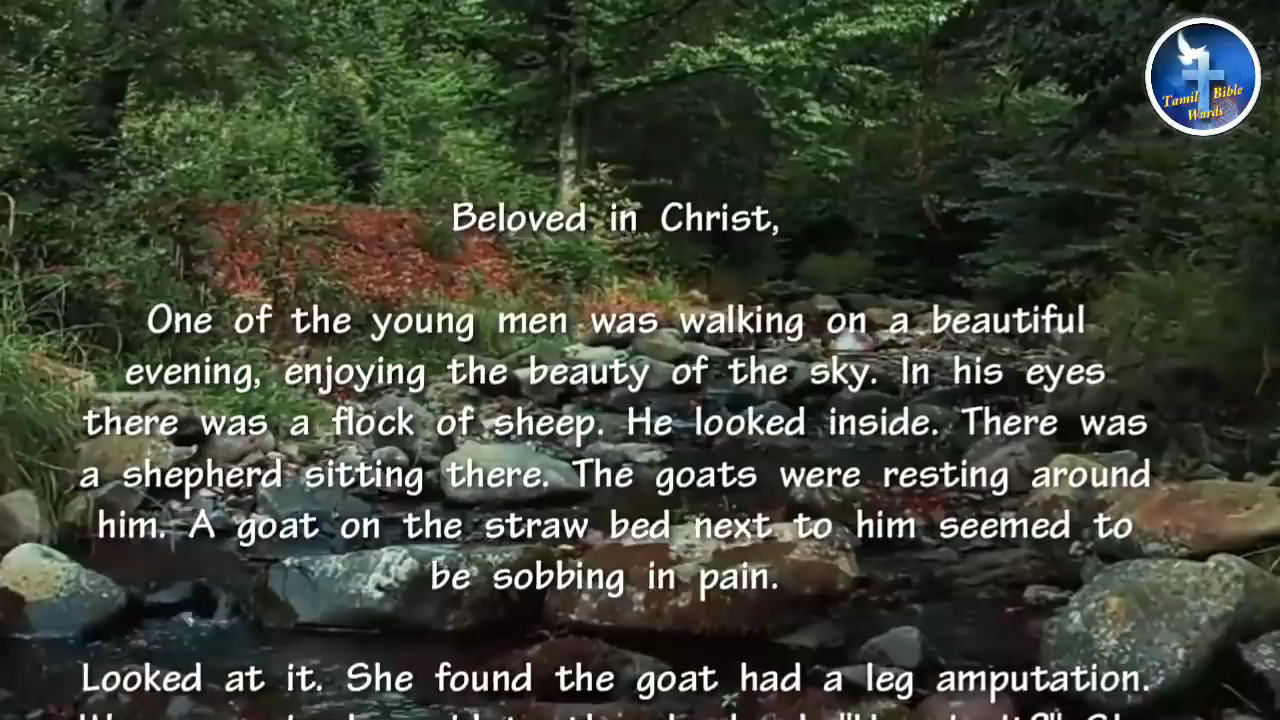 Tamil Bible
Words
Beloved in Christ,
One of the young men was walking on a beautiful
evening, enjoying the beauty of the sky. In his eyes
there was a flock of sheep. He looked inside. There was
a shepherd sitting there. The goats were resting around
him. A goat on the straw bed next to him seemed to
be sobbing in pain.
Looked at it. She found the goat had a leg amputation.